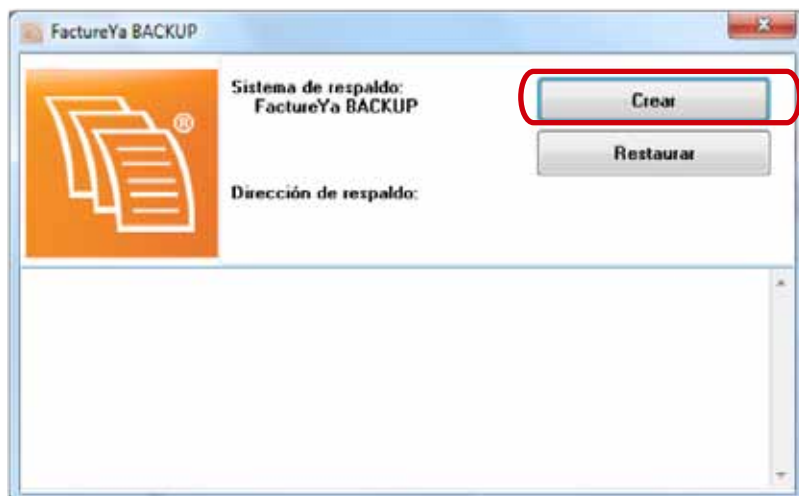 FactureYa BACKUP
Sistema de respaldo:
FactureYa BACKUP
Crear
Restaurar
Dirección de respaldo:
®